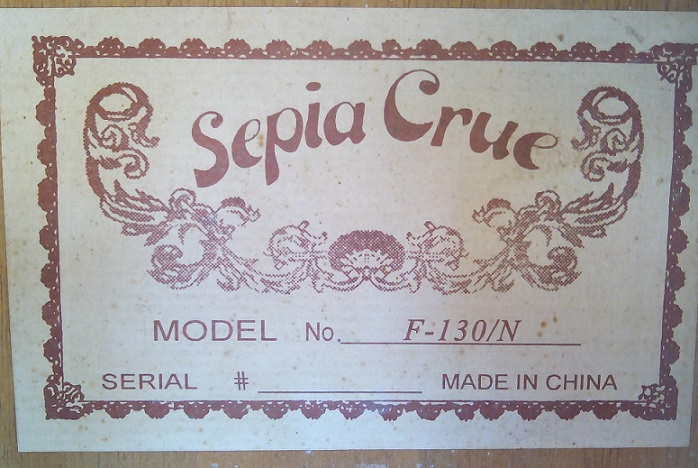 Sepia Crue
MODEL No. F-130/N
SERIAL # MADE IN CHINA